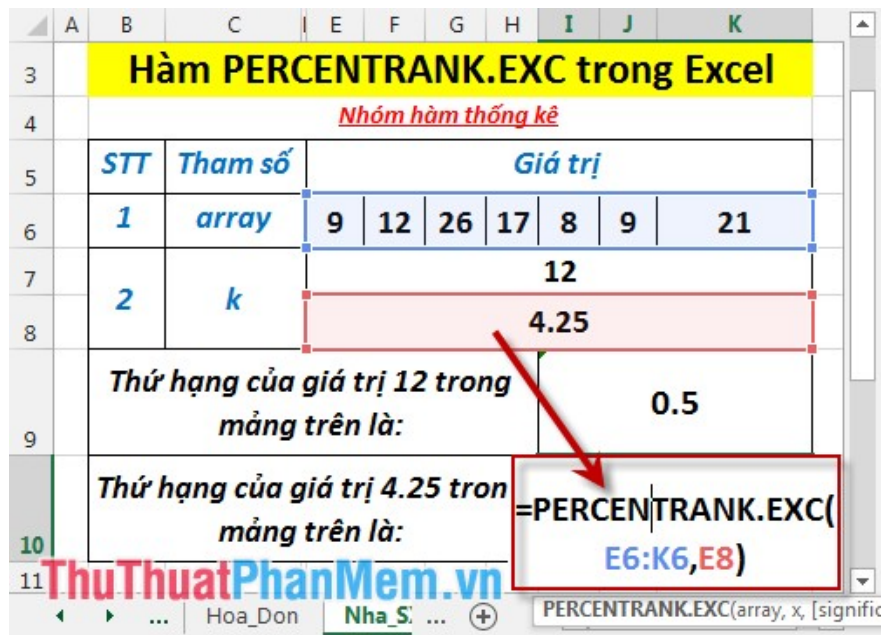 A B C E F G H I J K
3 Hàm PERCENTRANK.EXC trong Excel
4 Nhóm hàm thống kê
5 STT Tham số Giá trị
6 1 array 9 12 26 17 8 9 21
7 12
2 k
8 4.25
Thứ hạng của giá trị 12 trong
mảng trên là:
0.5
9
Thứ hạng của giá trị 4.25 tron
mảng trên là:
=PERCENTRANK.EXC(
E6:K6,E8)
10
11
ThuThuatPhanMem.vn
... Hoa_Don Nha_S ...
PERCENTRANK.EXC(array, x, [signific